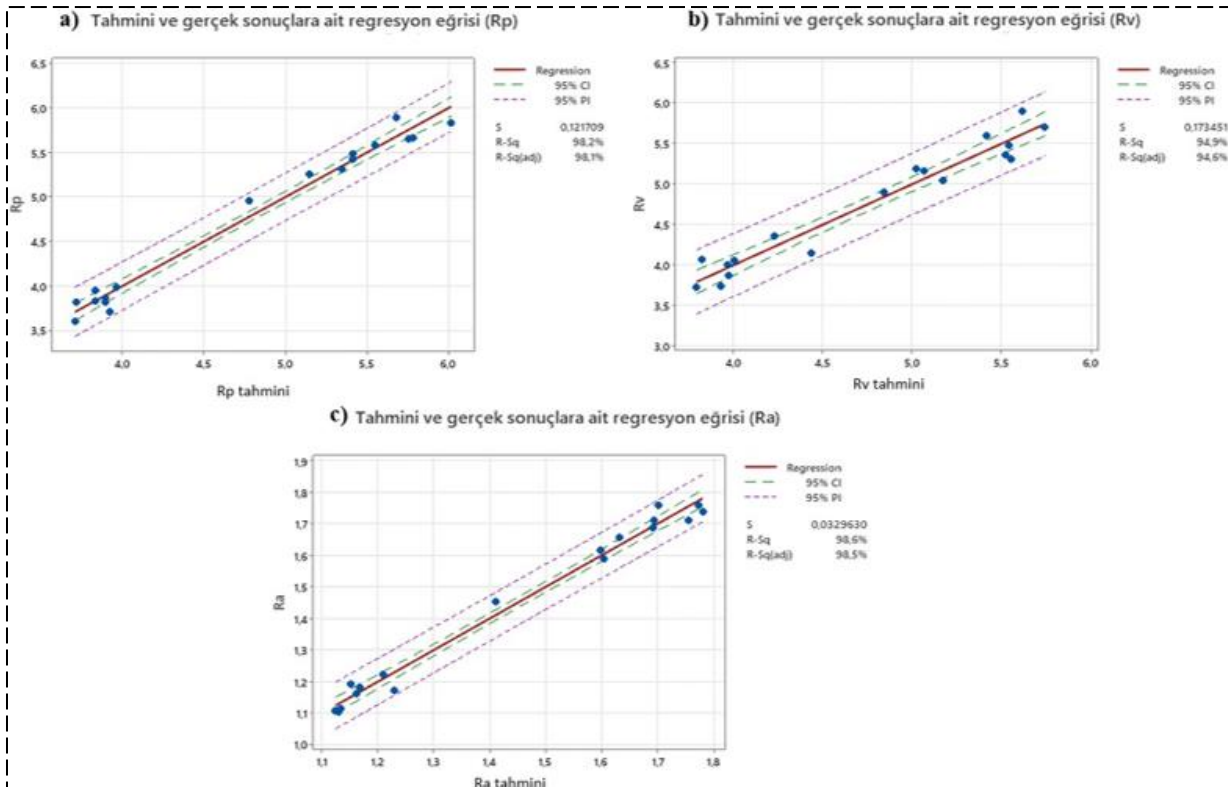 a) Tahmini ve gerçek sonuçlara ait regresyon eğrisi (Rp)
6,5
6,0
5,5
5,0
4,5
4,0
3,5
Rp
4,0 4,5 5,0 5,5 6,0
Rp tahmini
Regression
95% CI
95% PI
S 0,121709
R-Sq 98,2%
R-Sq(adj) 98,1%
b) Tahmini ve gerçek sonuçlara ait regresyon eğrisi (Rv)
6,5
6,0
5,5
5,0
4,5
4,0
3,5
3,0
Rv
4,0 4,5 5,0 5,5 6,0
Rv tahmini
Regression
95% CI
95% PI
S 0,173451
R-Sq 94,9%
R-Sq(adj) 94,6%
c) Tahmini ve gerçek sonuçlara ait regresyon eğrisi (Ra)
1,9
1,8
1,7
1,6
1,5
1,4
1,3
1,2
1,1
1,0
Ra
1,1 1,2 1,3 1,4 1,5 1,6 1,7 1,8
Ra tahmini
Regression
95% CI
95% PI
S 0,0329630
R-Sq 98,6%
R-Sq(adj) 98,5%